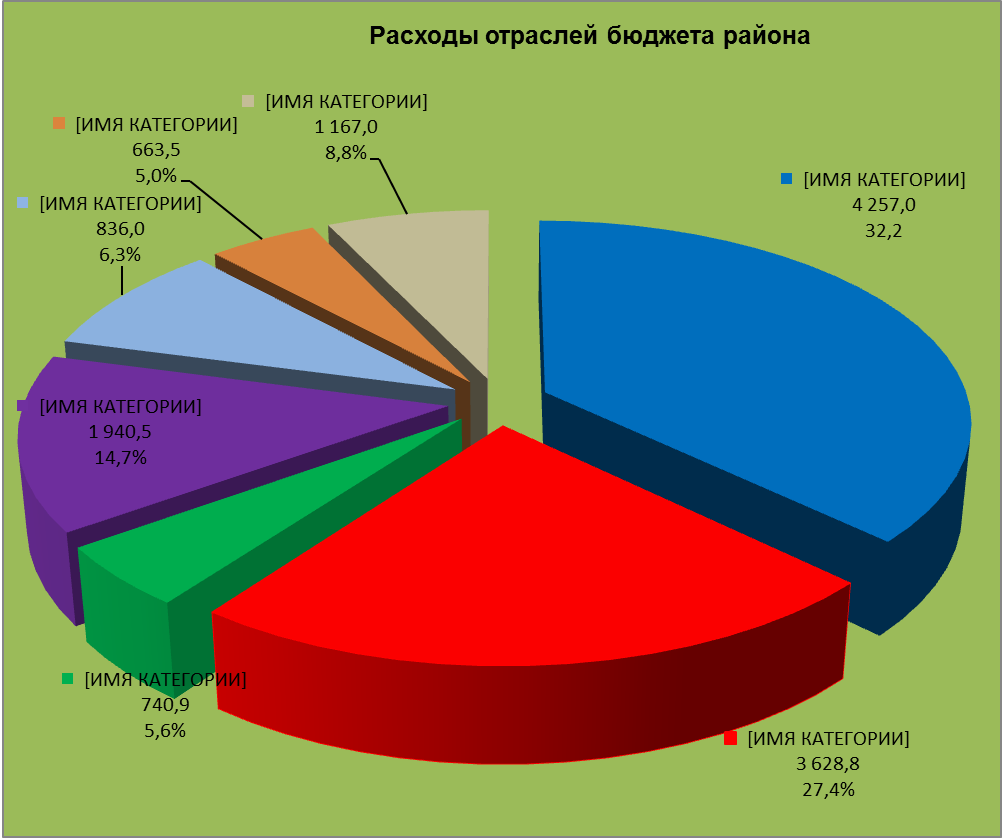 Расходы отраслей бюджета района
[ИМЯ КАТЕГОРИИ]
1 167,0
8,8%
[ИМЯ КАТЕГОРИИ]
663,5
5,0%
[ИМЯ КАТЕГОРИИ]
4 257,0
32,2
[ИМЯ КАТЕГОРИИ]
836,0
6,3%
[ИМЯ КАТЕГОРИИ]
1 940,5
14,7%
[ИМЯ КАТЕГОРИИ]
740,9
5,6%
[ИМЯ КАТЕГОРИИ]
3 628,8
27,4%